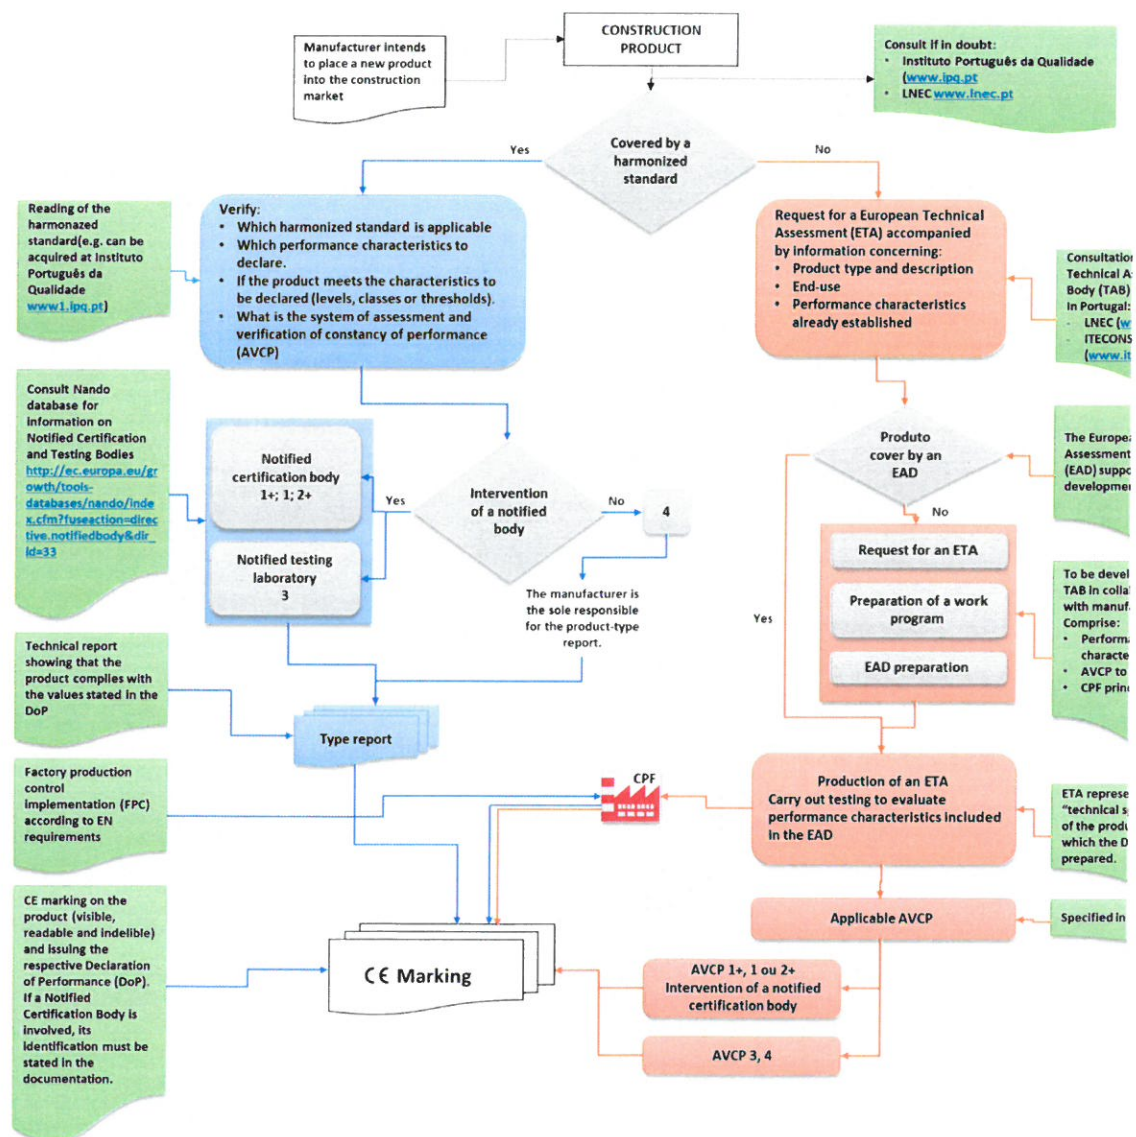 CONSTRUCTION
PRODUCT
Manufacturer intends
to place a new product
into the construction
market
Consult if in doubt:
• Instituto Português da Qualidade
(www.ipq.pt
• LNEC www.lnec.pt
Covered by a
harmonized
standard
Yes
No
Reading of the
harmonazed
standard(e.g. can be
acquired at Instituto
Português da
Qualidade
www1.ipq.pt)
Verify:
• Which harmonized standard is applicable
• Which performance characteristics to
declare.
• If the product meets the characteristics to
be declared (levels, classes or thresholds).
• What is the system of assessment and
verification of constancy of performance
(AVCP)
Request for a European Technical
Assessment (ETA) accompanied
by information concerning:
• Product type and description
• End-use
• Performance characteristics
already established
Consultation
Technical A
Body (TAB)
In Portugal:
- LNEC (w
- ITECONS
(www.it
Consult Nando
database for
information on
Notified Certification
and Testing Bodies
http://ec.europa.eu/gr
owth/tools-
databases/nando/inde
x.cfm?fuseaction=direc
tive.notifiedbody&dir_
id=33
Notified
certification body
1+; 1; 2+
Notified testing
laboratory
3
Yes
Intervention
of a notified
body
No
4
The manufacturer is
the sole responsible
for the product-type
report.
Produto
cover by an
EAD
The Europe
Assessment
(EAD) supp
developme
No
Yes
Request for an ETA
Preparation of a work
program
EAD preparation
To be devel
TAB in colla
with manuf
Comprise:
• Perform
characte
• AVCP to
• CPF prin
Technical report
showing that the
product complies with
the values stated in the
DoP
Type report
Factory production
control
implementation (FPC)
according to EN
requirements
CPF
Production of an ETA
Carry out testing to evaluate
performance characteristics included
in the EAD
ETA represe
"technical s
of the produ
which the D
prepared.
CE marking on the
product (visible,
readable and indelible)
and issuing the
respective Declaration
of Performance (DoP).
If a Notified
Certification Body is
involved, its
identification must be
stated in the
documentation.
CE Marking
Applicable AVCP
Specified in
AVCP 1+, 1 ou 2+
Intervention of a notified
certification body
AVCP 3, 4